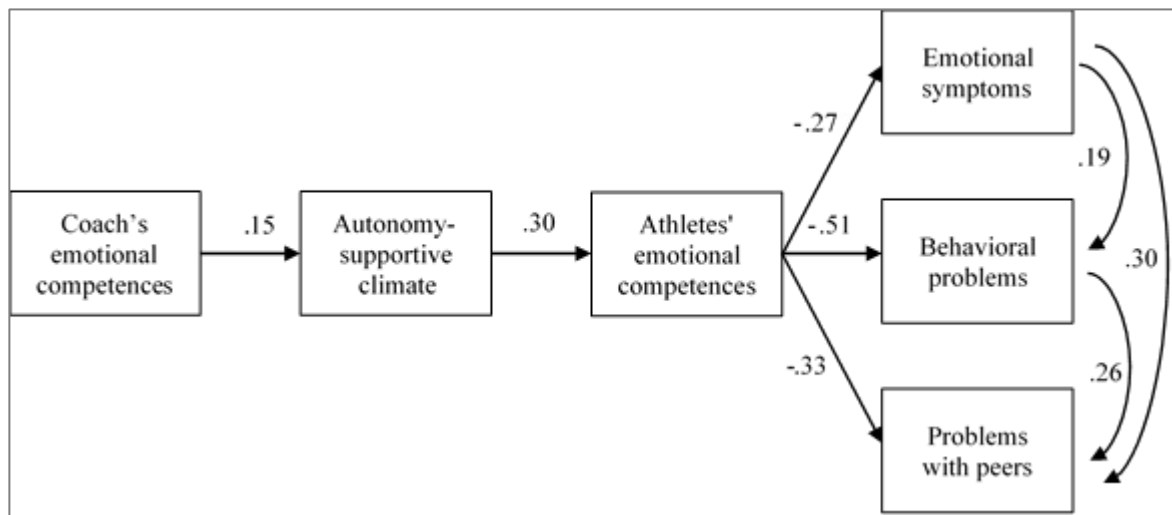 Emotional
symptoms
-.27
.19
Coach's
emotional
competences
.15
Autonomy-
supportive
climate
.30
Athletes'
emotional
competences
-.51
Behavioral
problems
.30
-.33
.26
Problems
with peers